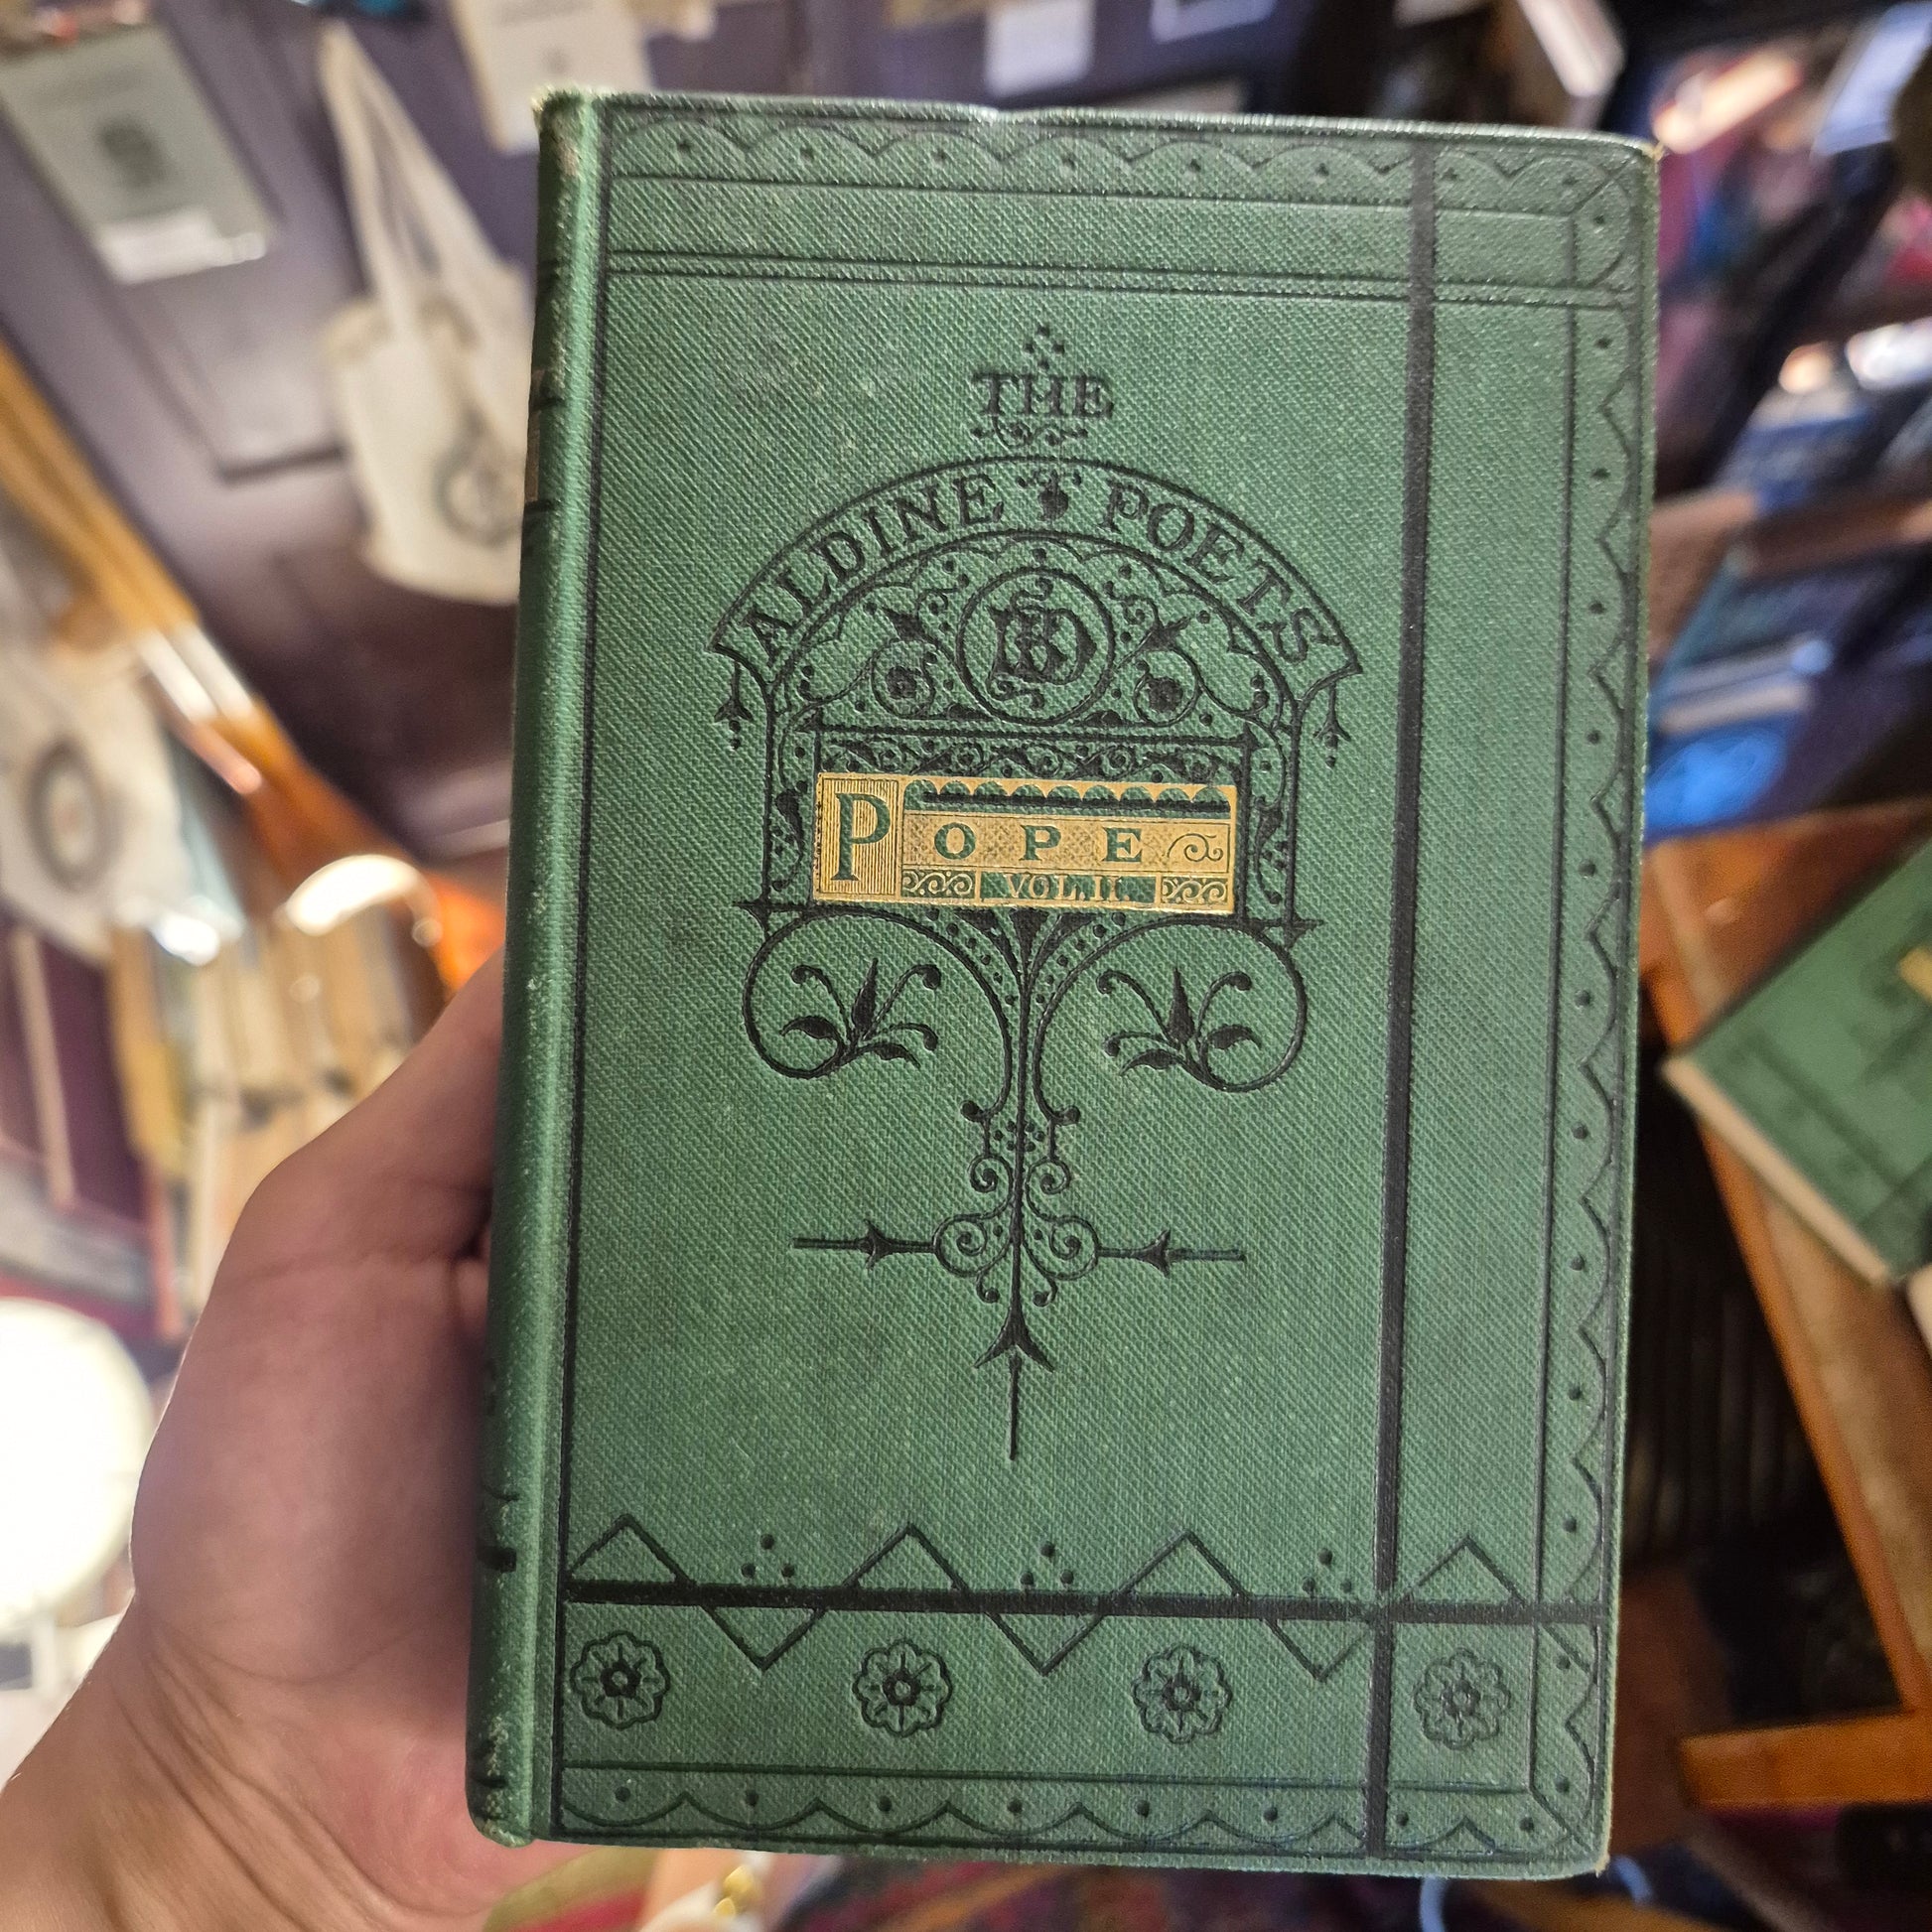 THE
ALDINE POETS
POPE
VOL. II.